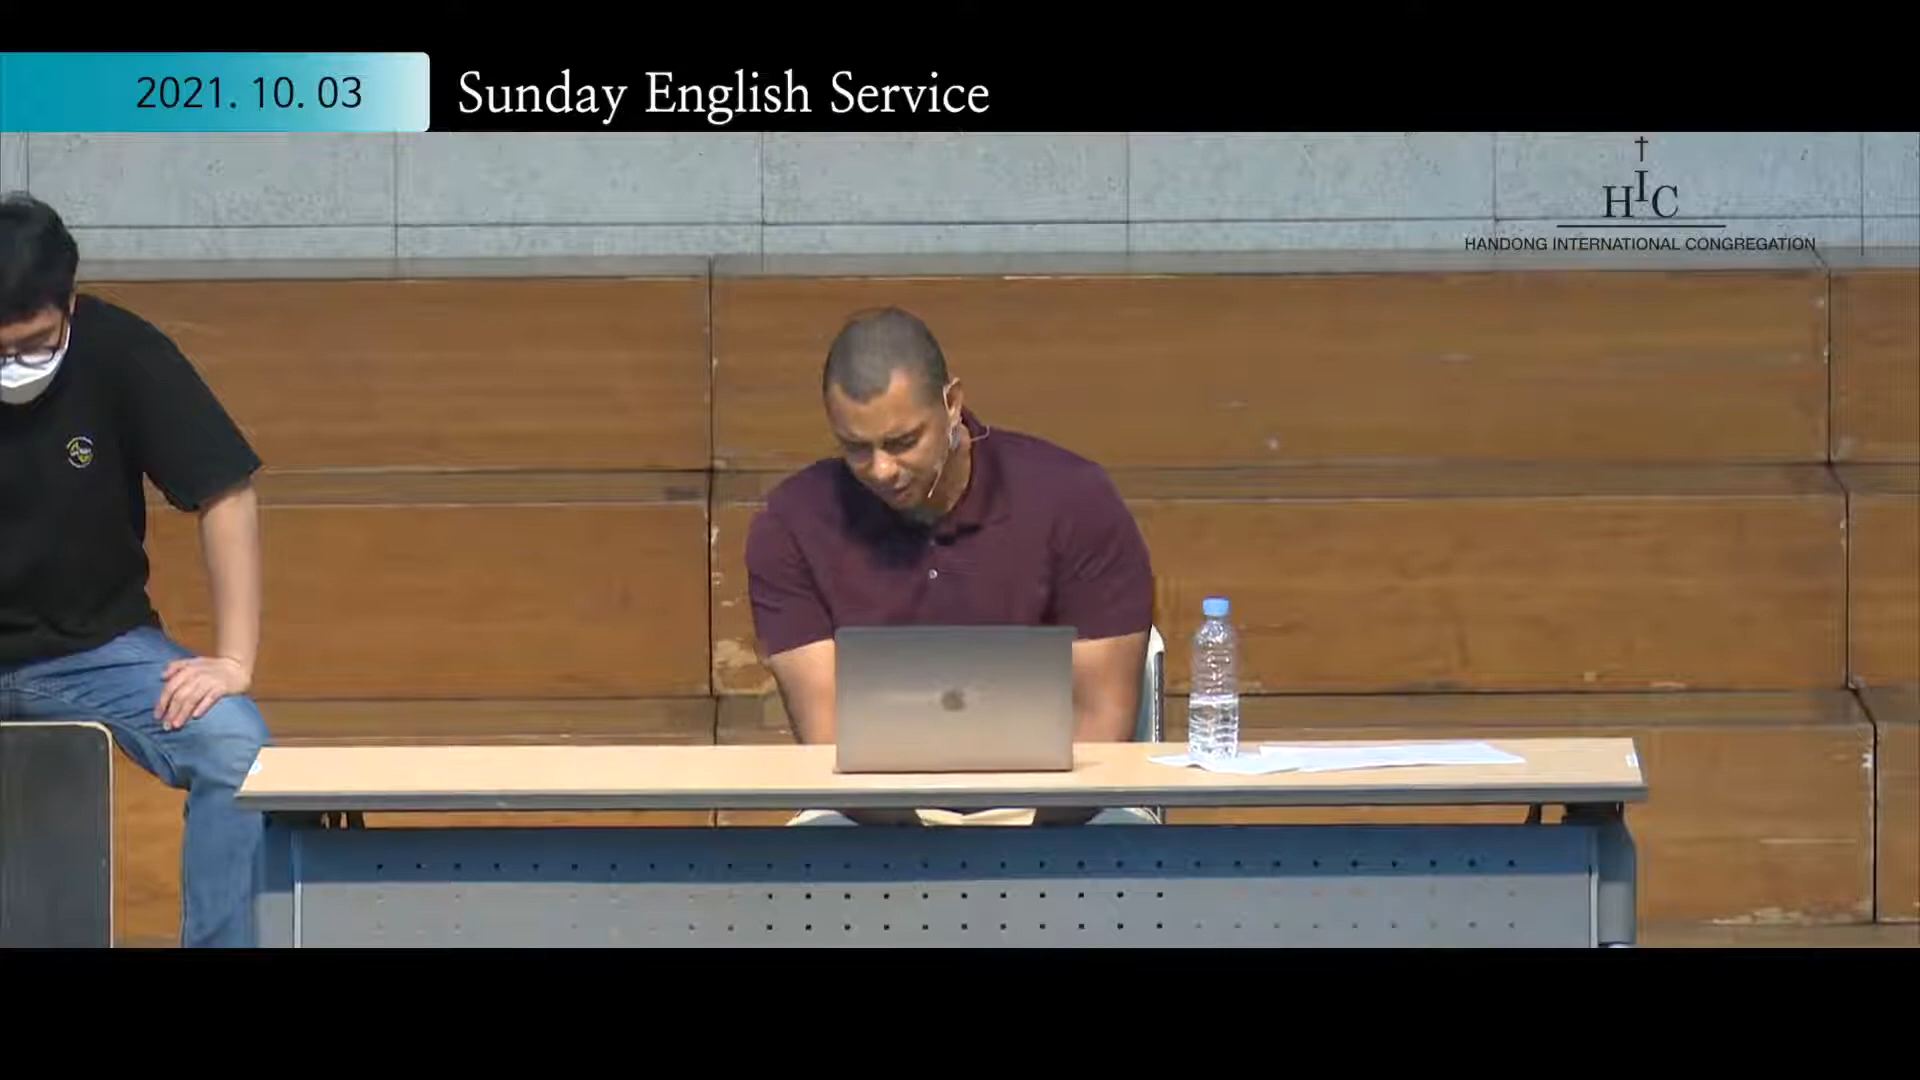 2021. 10. 03
Sunday English Service
HIC
HANDONG INTERNATIONAL CONGREGATION